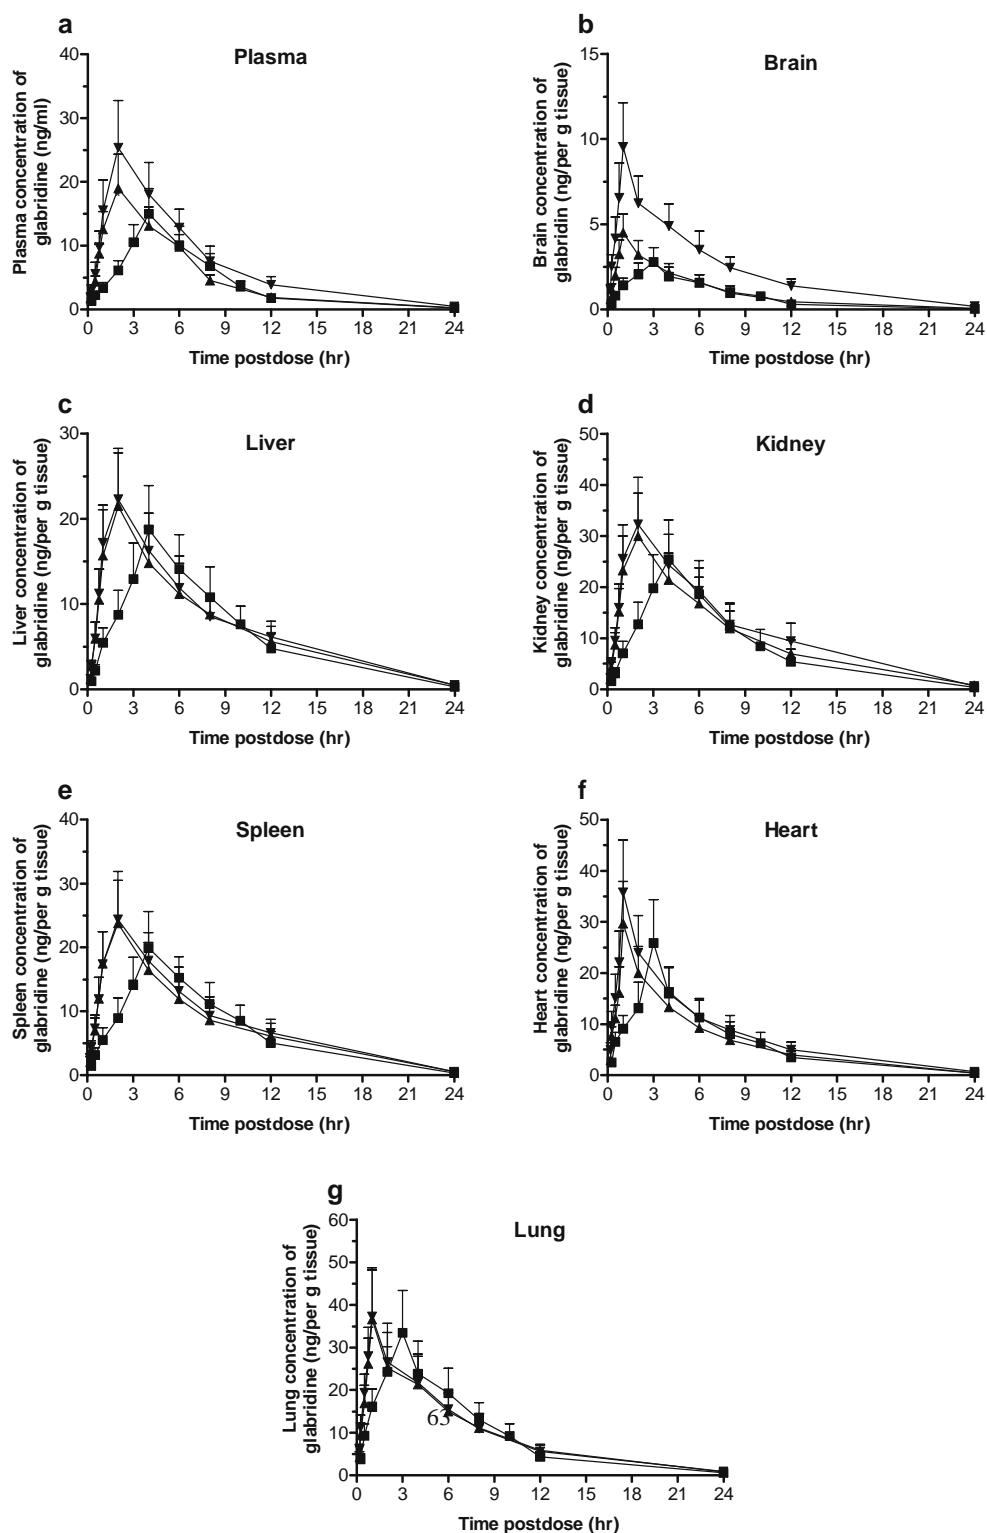 a
Plasma
Plasma concentration of
glabridine (ng/ml)
40
30
20
10
0
0 3 6 9 12 15 18 21 24
Time postdose (hr)
b
Brain
Brain concentration of
glabridin (ng/per g tissue)
15
10
5
0
0 3 6 9 12 15 18 21 24
Time postdose (hr)
c
Liver
Liver concentration of
glabridine (ng/per g tissue)
30
20
10
0
0 3 6 9 12 15 18 21 24
Time postdose (hr)
d
Kidney
Kidney concentration of
glabridine (ng/per g tissue)
50
40
30
20
10
0
0 3 6 9 12 15 18 21 24
Time postdose (hr)
e
Spleen
Spleen concentration of
glabridine (ng/per g tissue)
40
30
20
10
0
0 3 6 9 12 15 18 21 24
Time postdose (hr)
f
Heart
Heart concentration of
glabridine (ng/per g tissue)
50
40
30
20
10
0
0 3 6 9 12 15 18 21 24
Time postdose (hr)
g
Lung
Lung concentration of
glabridine (ng/per g tissue)
60
50
40
30
20
10
0
63
0 3 6 9 12 15 18 21 24
Time postdose (hr)